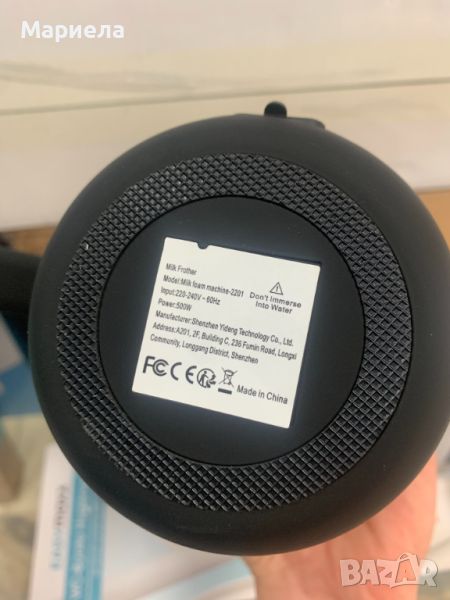 Мариела
Milk Frother
Model:Milk foam machine-2201
Input:220-240V ~ 60Hz
Power:500W
Don't Immerse
Into Water
Manufacturer:Shenzhen Yideng Technology Co., Ltd.
Address:A201, 2F, Building C, 236 Fumin Road, Longxi
Community, Longgang District, Shenzhen
FC CE Made in China
BAZAR